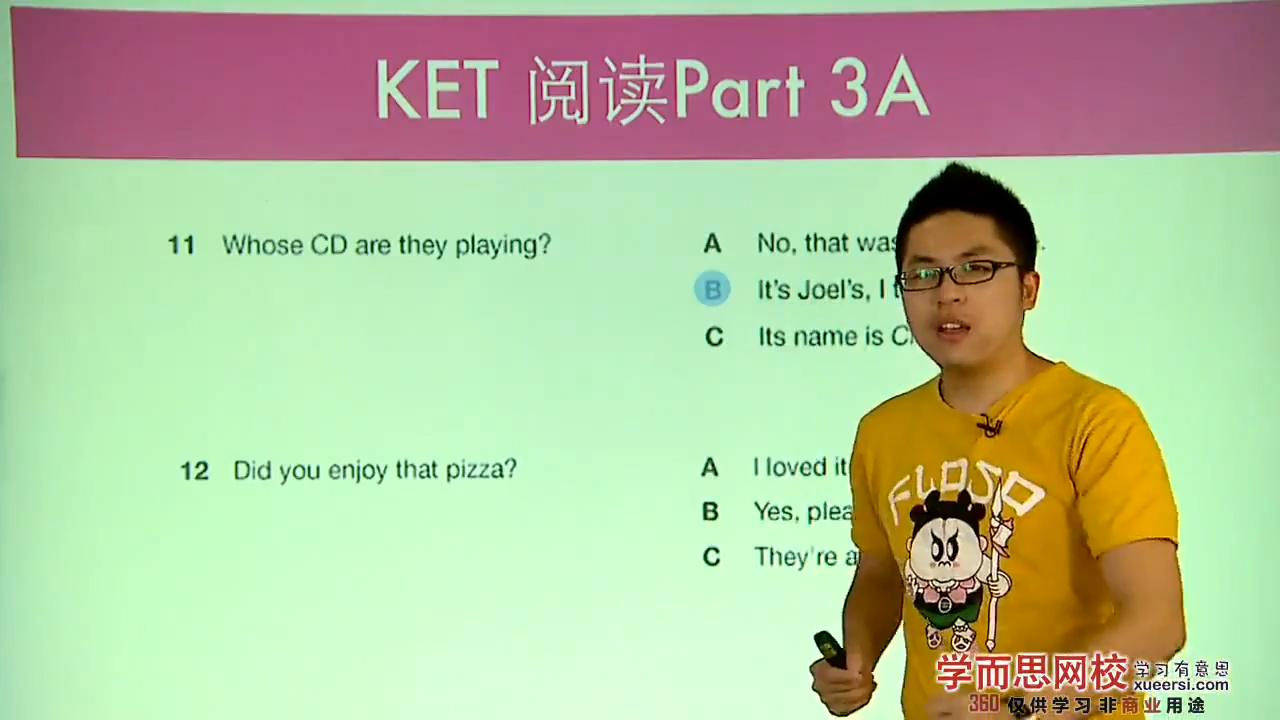 KET 阅读Part 3A
11 Whose CD are they playing?
A No, that was
B It's Joel's, I
C Its name is
12 Did you enjoy that pizza?
A I loved it
B Yes, plea
C They're a
FLOSO
学而思网校 学习有意思
xueersi.com
360 仅供学习 非商业用途